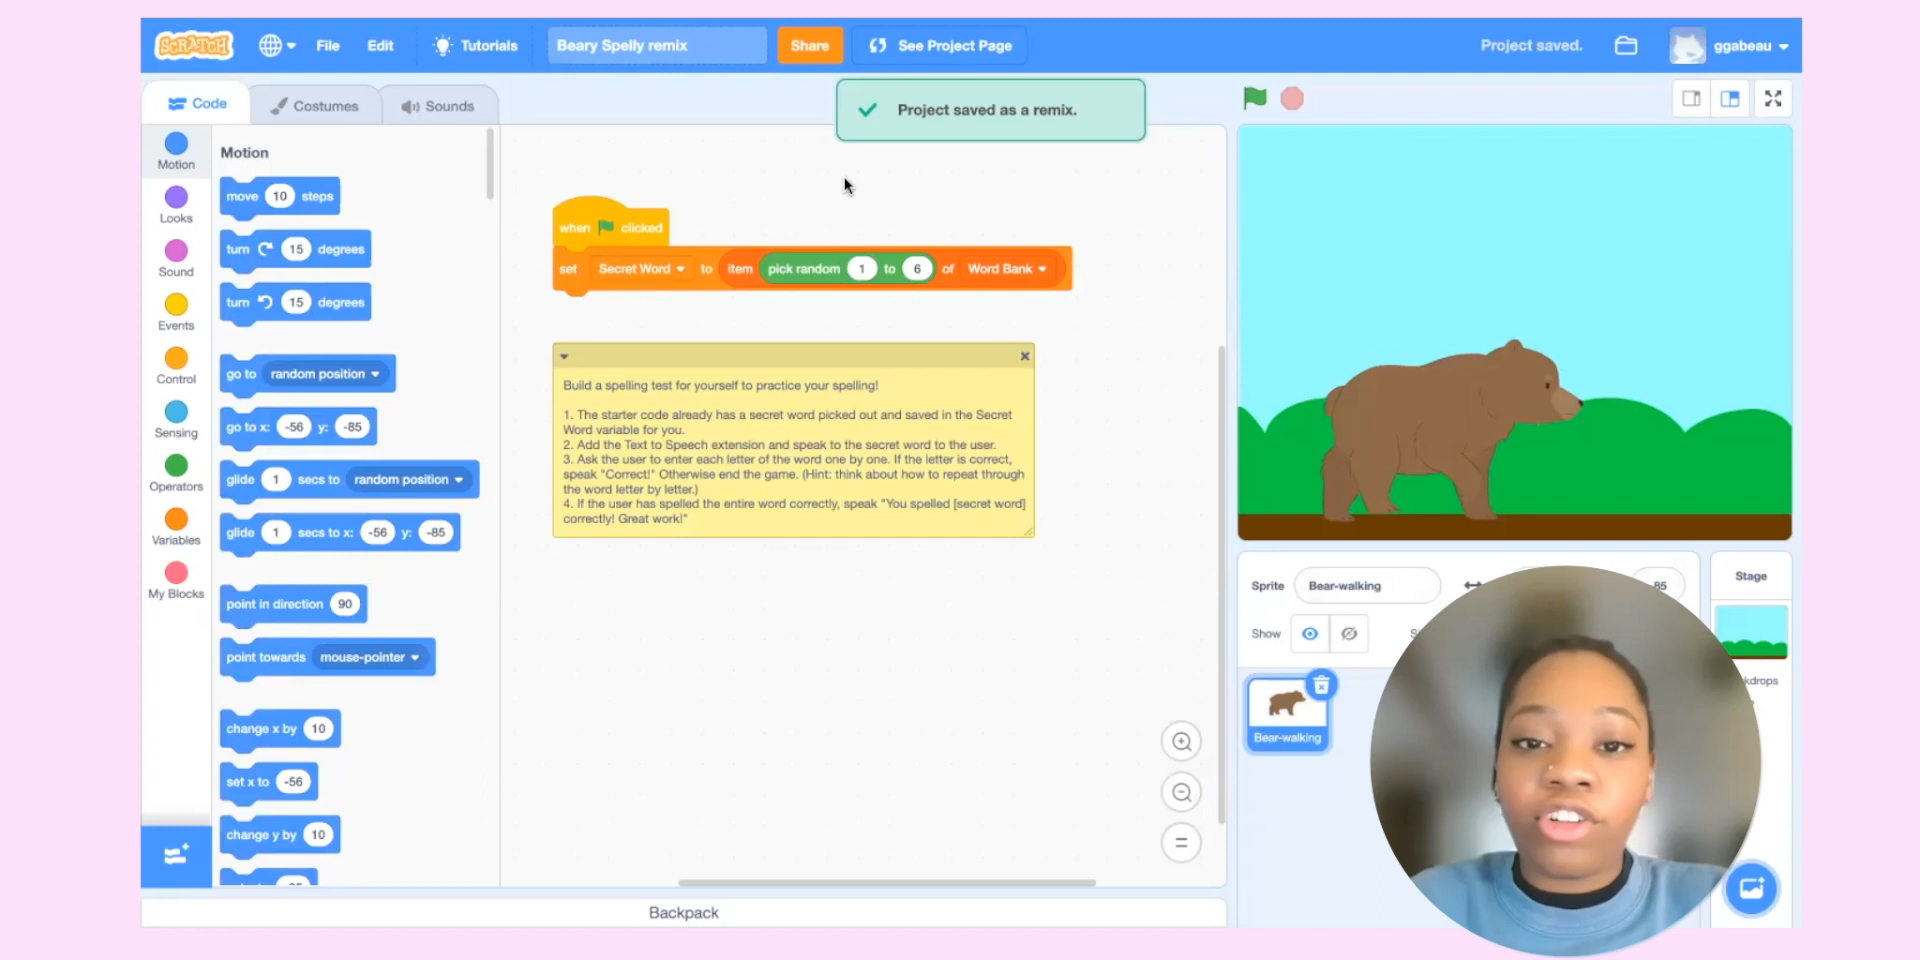 SCRATCH
File
Edit
Tutorials
Beary Spelly remix
Share
See Project Page
Project saved.
ggabeau
Code
Costumes
Sounds
Project saved as a remix.
Motion
Looks
Sound
Events
Control
Sensing
Operators
Variables
My Blocks
Motion
move 10 steps
turn 15 degrees
turn 15 degrees
go to random position
go to x: -56 y: -85
glide 1 secs to random position
glide 1 secs to x: -56 y: -85
point in direction 90
point towards mouse-pointer
change x by 10
set x to -56
change y by 10
when clicked
set Secret Word to item pick random 1 to 6 of Word Bank
Build a spelling test for yourself to practice your spelling!
1. The starter code already has a secret word picked out and saved in the Secret
Word variable for you.
2. Add the Text to Speech extension and speak to the secret word to the user.
3. Ask the user to enter each letter of the word one by one. If the letter is correct,
speak "Correct!" Otherwise end the game. (Hint: think about how to repeat through
the word letter by letter.)
4. If the user has spelled the entire word correctly, speak "You spelled [secret word]
correctly! Great work!"
Backpack
Sprite
Bear-walking
85
Show
Bear-walking
Stage
kdrops